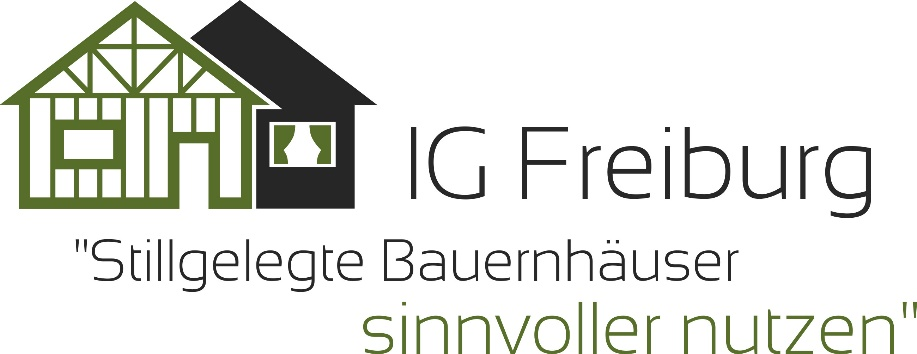 IG Freiburg
"Stillgelegte Bauernhäuser
sinnvoller nutzen"